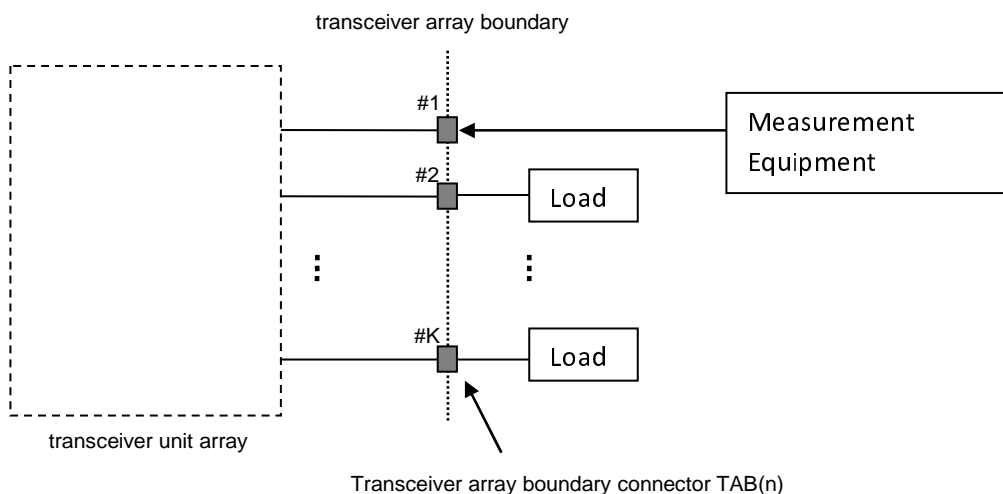 transceiver array boundary
#1
Measurement
Equipment
#2
Load
#K
Load
transceiver unit array
Transceiver array boundary connector TAB(n)